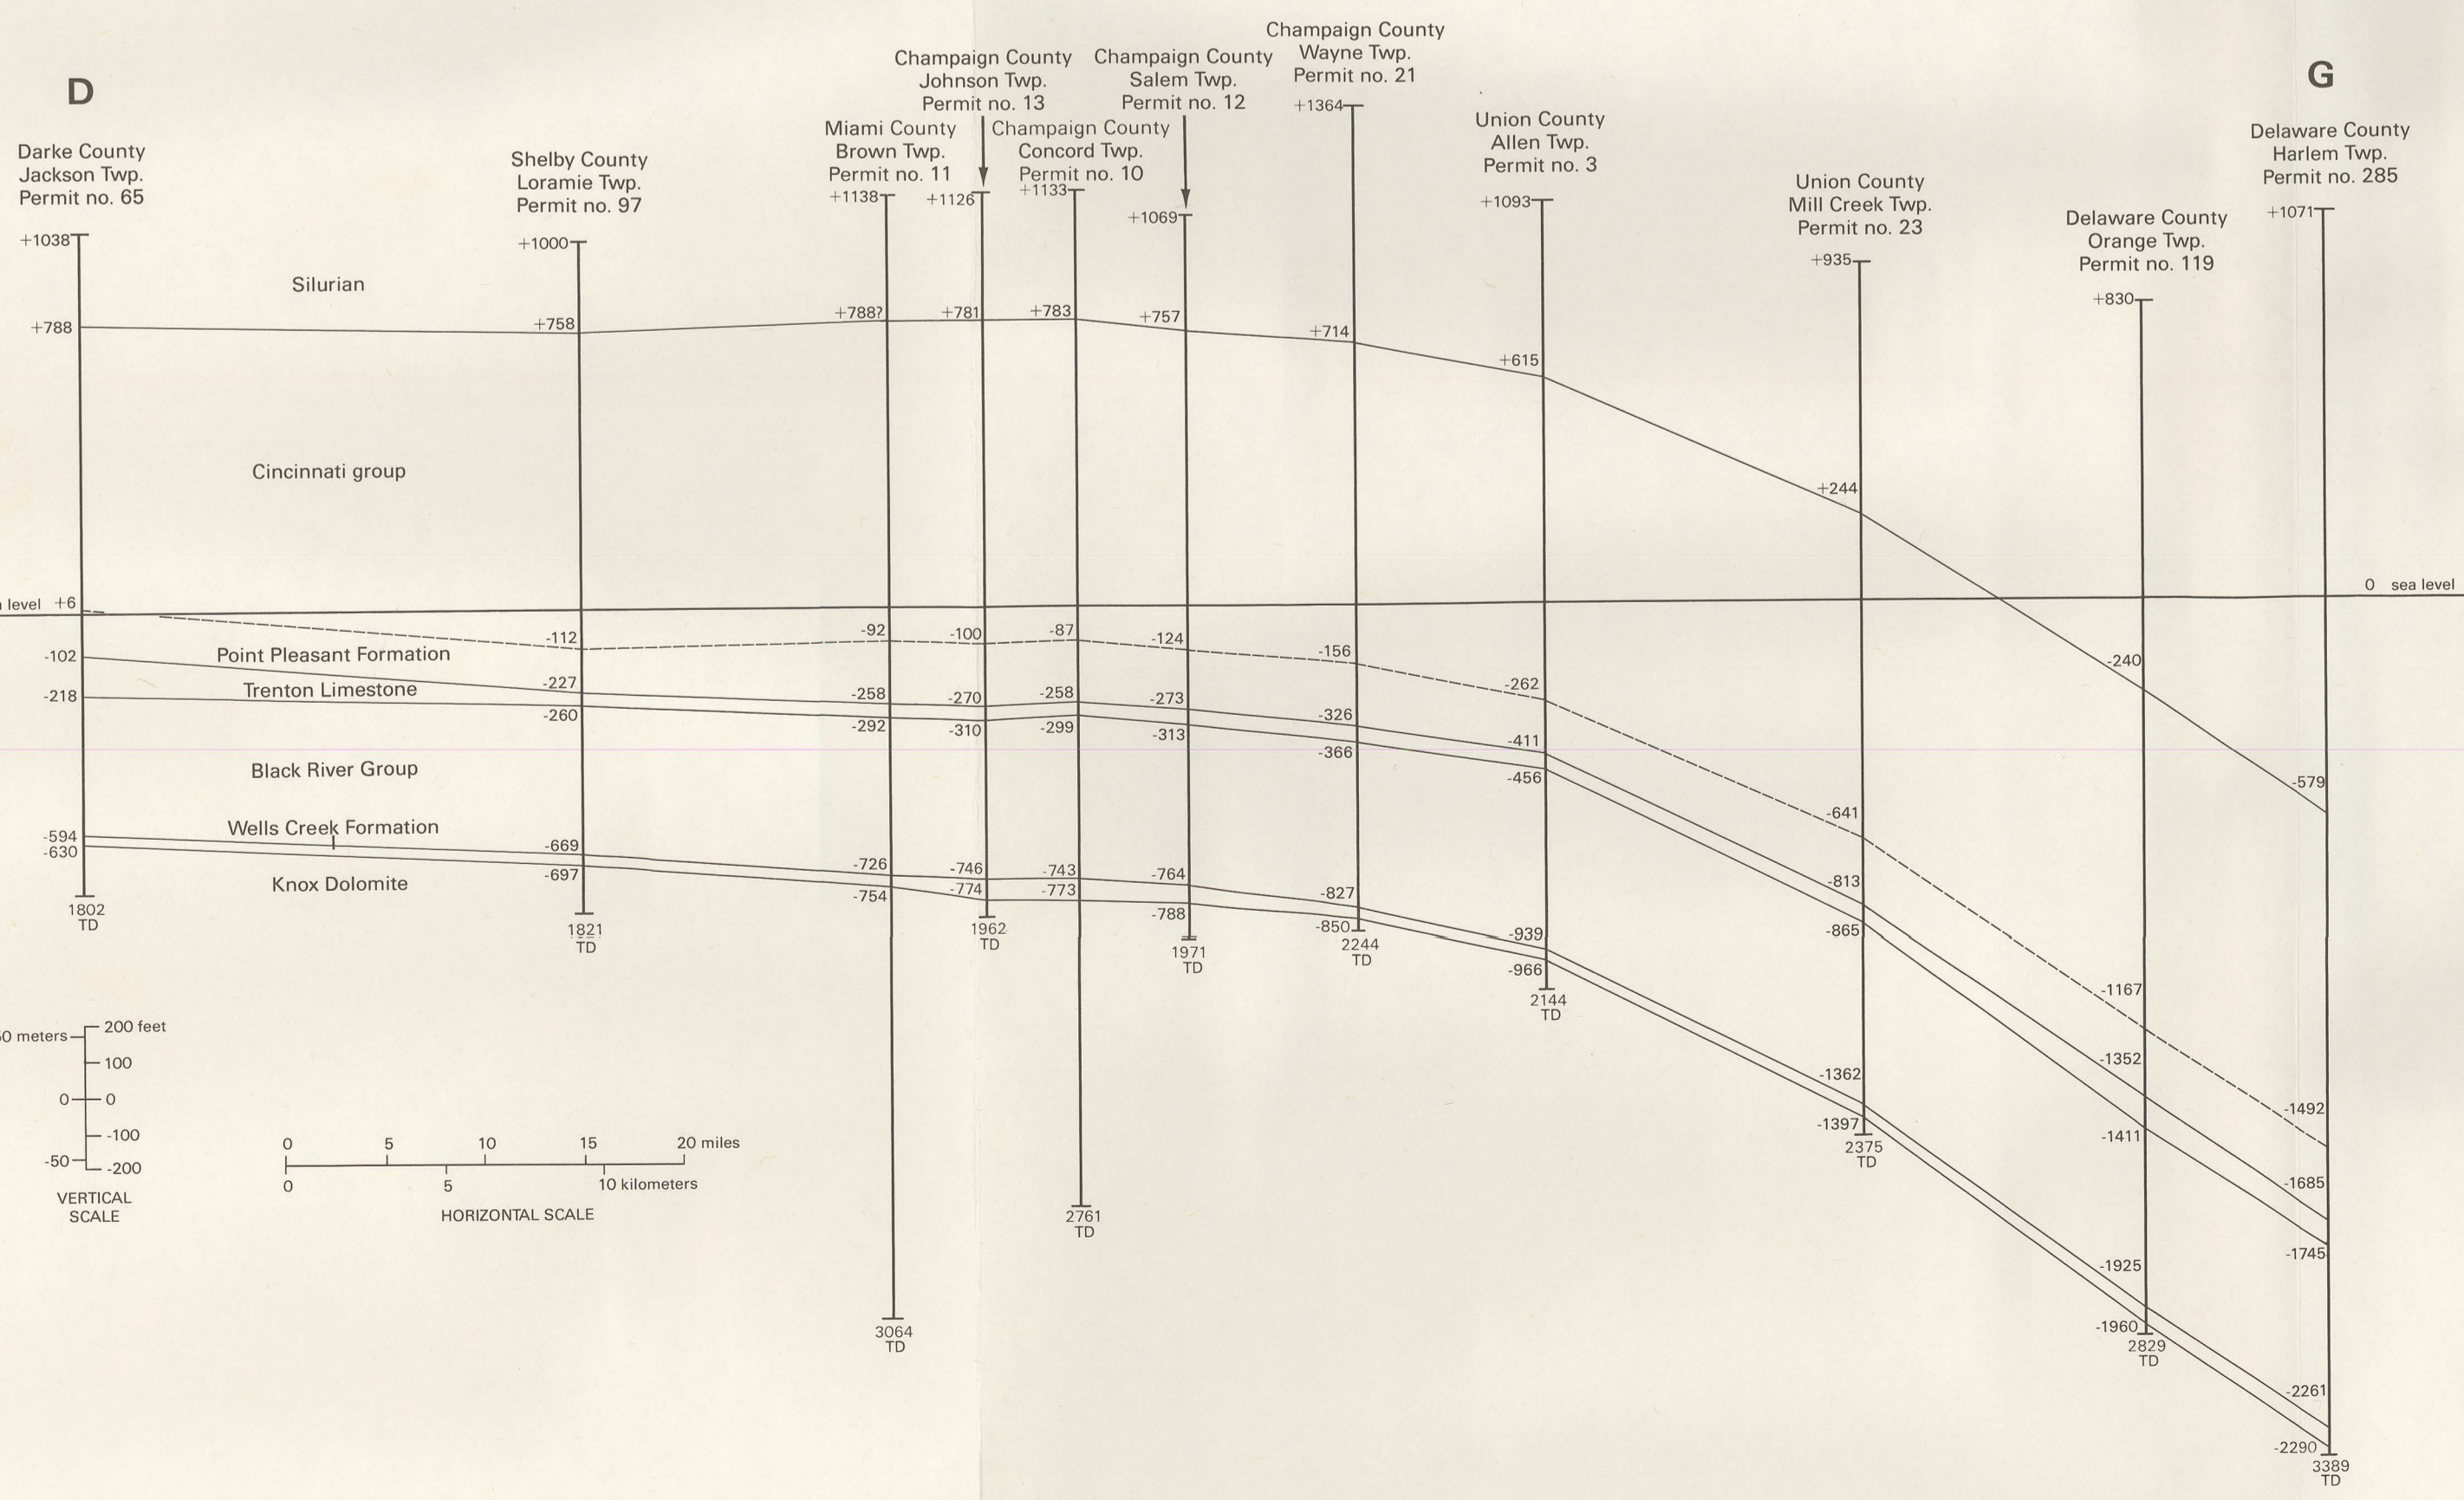 D
G
Darke County
Jackson Twp.
Permit no. 65
Shelby County
Loramie Twp.
Permit no. 97
Miami County
Brown Twp.
Permit no. 11
Champaign County
Johnson Twp.
Permit no. 13
Champaign County
Concord Twp.
Permit no. 10
Champaign County
Salem Twp.
Permit no. 12
Champaign County
Wayne Twp.
Permit no. 21
Union County
Allen Twp.
Permit no. 3
Union County
Mill Creek Twp.
Permit no. 23
Delaware County
Orange Twp.
Permit no. 119
Delaware County
Harlem Twp.
Permit no. 285
+1038
+1000
+1138
+1126
+1133
+1069
+1364
+1093
+935
+830
+1071
Silurian
+788
+758
+788?
+781
+783
+757
+714
+615
+244
-240
-579
Cincinnati group
level +6
0 sea level
-112
-92
-100
-87
-124
-156
-262
-641
-1167
-1492
Point Pleasant Formation
-102
-227
-258
-270
-258
-273
-326
-411
-813
-1352
-1685
Trenton Limestone
-218
-260
-292
-310
-299
-313
-366
-456
-865
-1411
-1745
Black River Group
Wells Creek Formation
-594
-669
-726
-746
-743
-764
-827
-939
-1362
-1925
-2261
-630
-697
-754
-774
-773
-788
-850
-966
-1397
-1960
-2290
Knox Dolomite
1802
TD
1821
TD
3064
TD
1962
TD
2761
TD
1971
TD
2244
TD
2144
TD
2375
TD
2829
TD
3389
TD
0 meters
200 feet
100
0
0
-100
-50
-200
VERTICAL
SCALE
0 5 10 15 20 miles
0 5 10 kilometers
HORIZONTAL SCALE